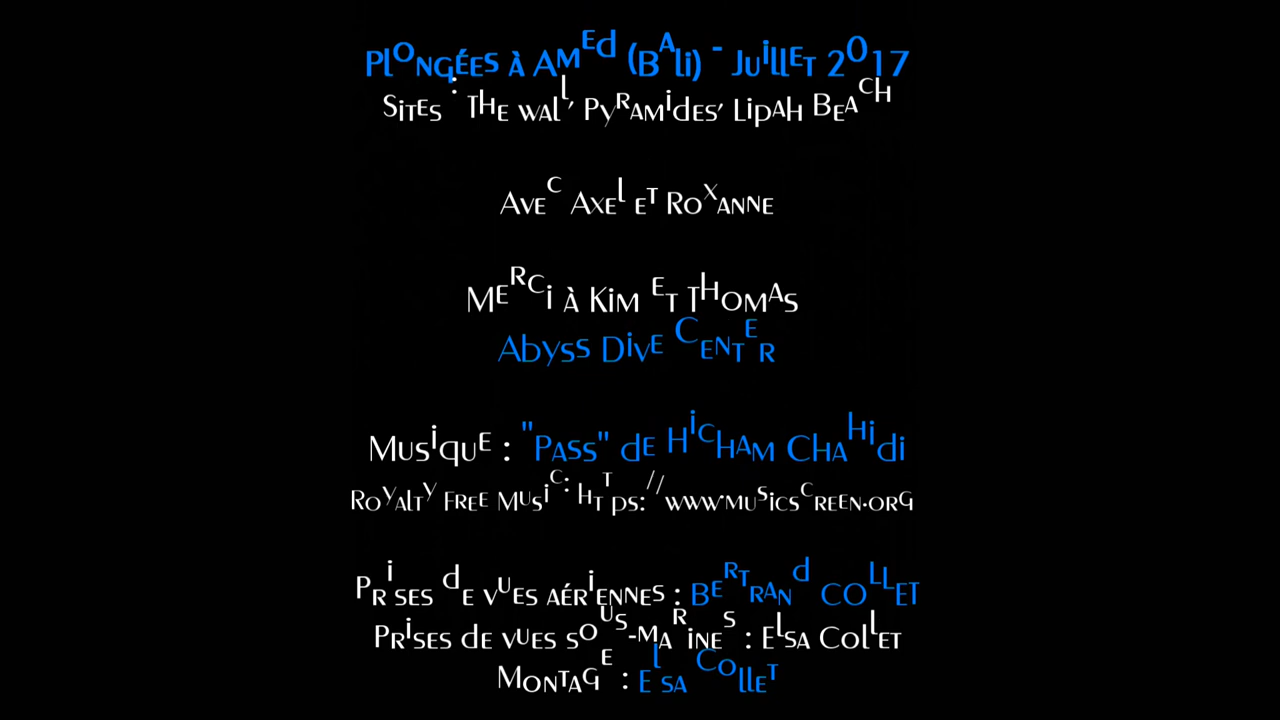 Plongées à Amed (Bali) - Juillet 2017
Sites : The wall, Pyramides, Lipah Beach
Avec Axel et Roxanne
Merci à Kim et Thomas
Abyss Dive Center
Musique : "Pass" de Hicham Chahidi
Royalty Free Music: https://www.musicscreen.org
Prises de vues aériennes : Bertrand COLLET
Prises de vues sous-marines : Elsa Collet
Montage : Elsa Collet